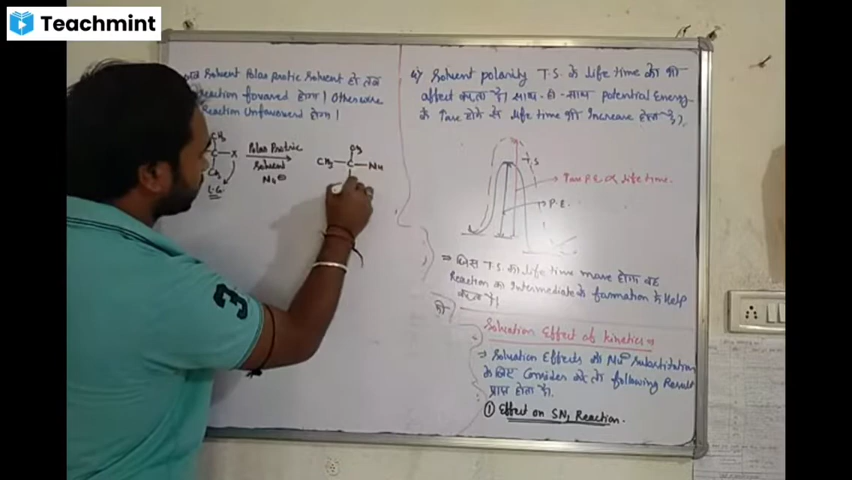 Teachmint
Solvent Polar Protic Solvent हो तब
Reaction favoured होगा। Otherwise
Reaction Unfavoured होगा।
CH₃
C—X
CH₃
L.G.
Polar Protic
Solvent
Nu⊖
CH₃
CH₃—C—Nu
4) Solvent polarity T.S. के life time को भी
affect करता है। साथ-ही-साथ potential Energy
के होने से life time भी Increase होता है।
T.S
P.E. ∝ life time.
P.E.
⇒ जिस T.S. का life time more होगा वह
Reaction का Intermediate के formation में Help
करता है।
Solvation Effect of kinetics
⇒ Solvation Effects की Nu Substitution
के लिए Consider करें तो following Result
प्राप्त होता है।
① Effect on SN₁ Reaction.
3